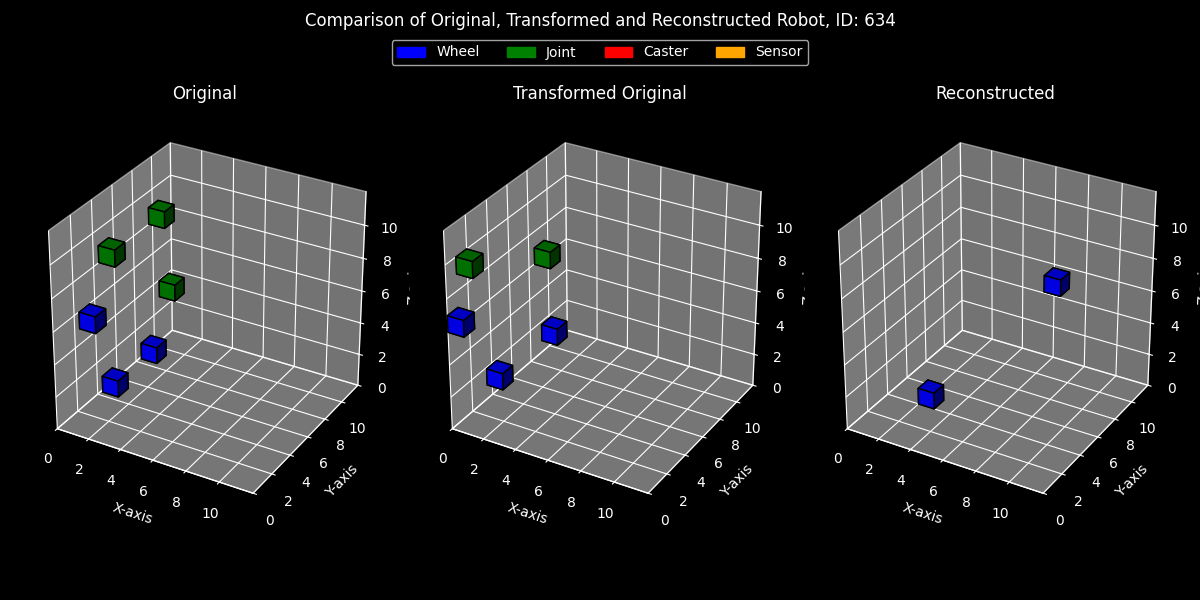 Comparison of Original, Transformed and Reconstructed Robot, ID: 634
Wheel Joint Caster Sensor
Original Transformed Original Reconstructed
10 10 10
8 8 8
6 6 6
4 4 4
2 2 2
0 0 0
10 10 10
8 8 8
6 6 6
4 4 4
2 2 2
0 0 0
0 2 4 6 8 10 0 2 4 6 8 10 0 2 4 6 8 10
X-axis Y-axis X-axis Y-axis X-axis Y-axis